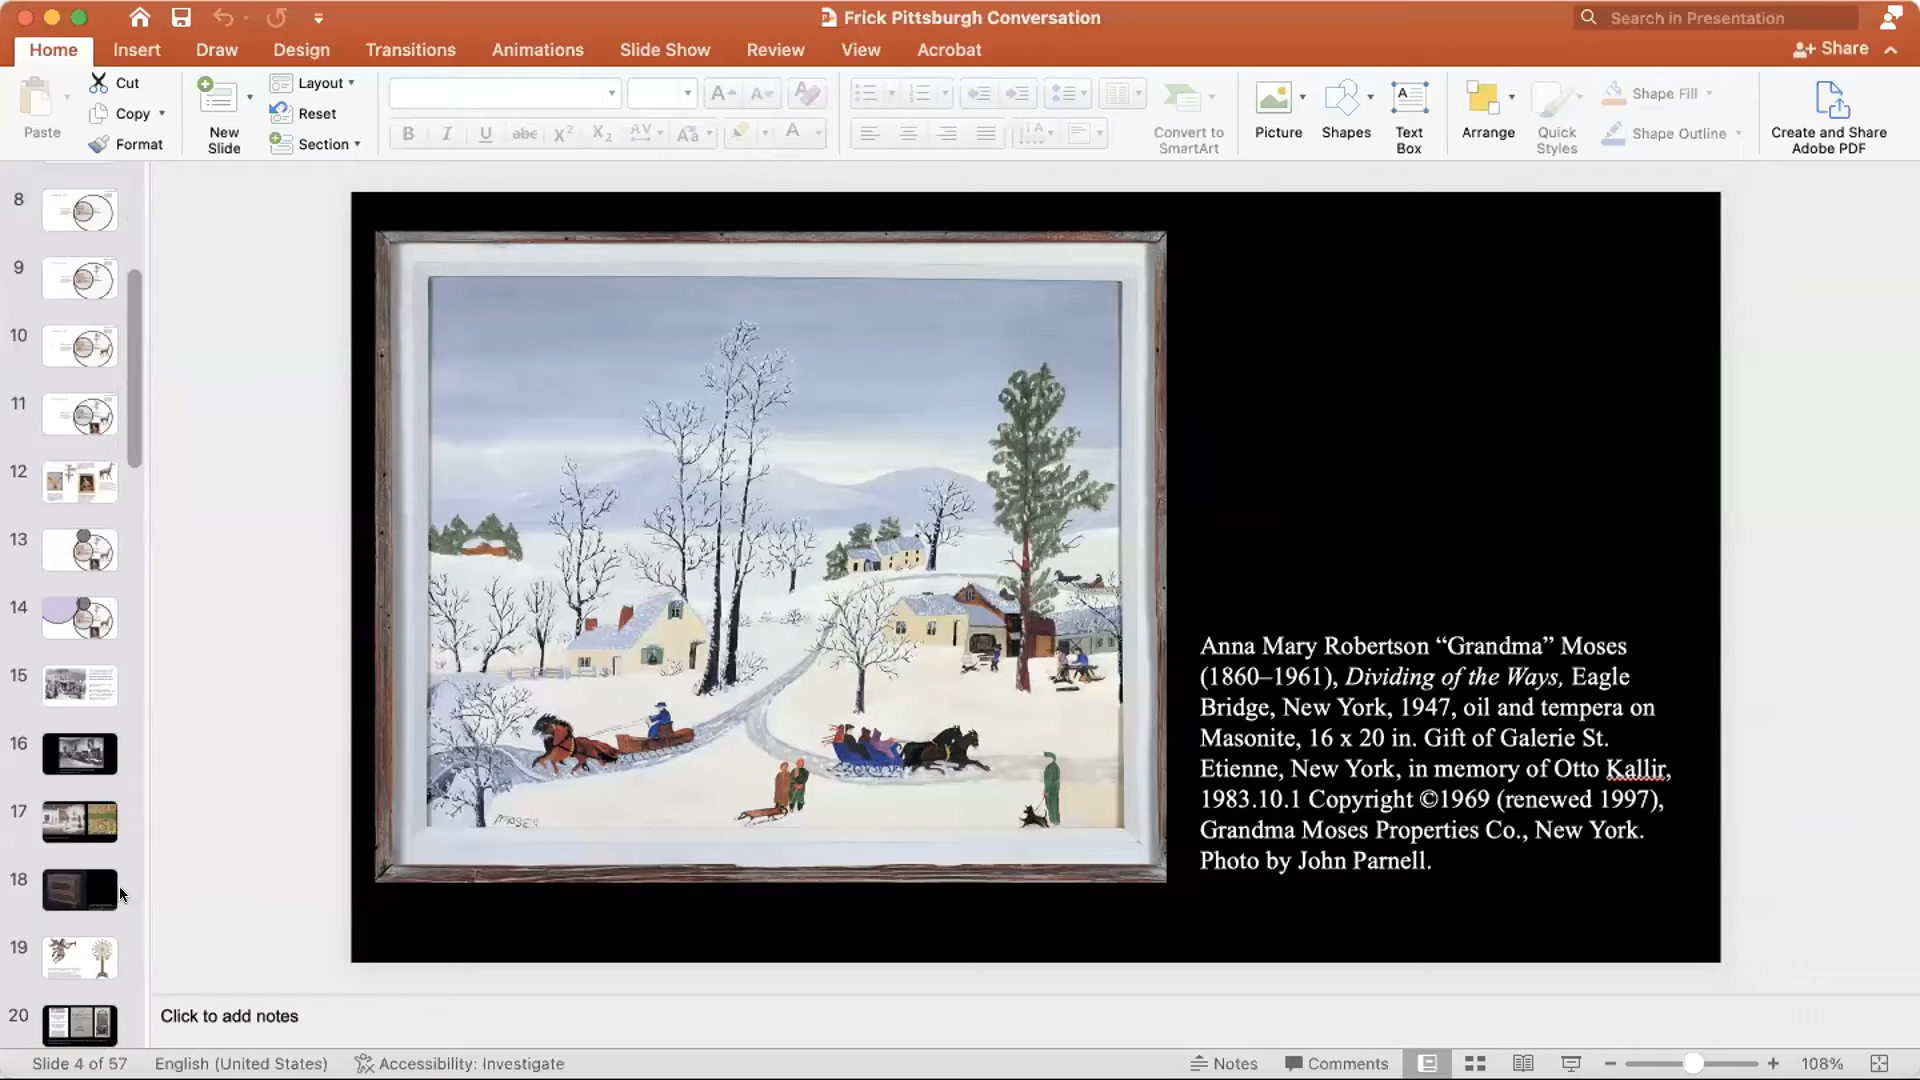 Frick Pittsburgh Conversation
Search in Presentation
Home Insert Draw Design Transitions Animations Slide Show Review View Acrobat
Share
Paste
Cut
Copy
Format
New
Slide
Layout
Reset
Section
B I U abc X² X₂ AV Aa A
Convert to
SmartArt
Picture
Shapes
Text
Box
Arrange
Quick
Styles
Shape Fill
Shape Outline
Create and Share
Adobe PDF
8
9
10
11
12
13
14
15
16
17
18
19
20
MOSES
Anna Mary Robertson “Grandma” Moses
(1860–1961), Dividing of the Ways, Eagle
Bridge, New York, 1947, oil and tempera on
Masonite, 16 x 20 in. Gift of Galerie St.
Etienne, New York, in memory of Otto Kallir,
1983.10.1 Copyright ©1969 (renewed 1997),
Grandma Moses Properties Co., New York.
Photo by John Parnell.
Click to add notes
Slide 4 of 57 English (United States) Accessibility: Investigate
Notes Comments 108%